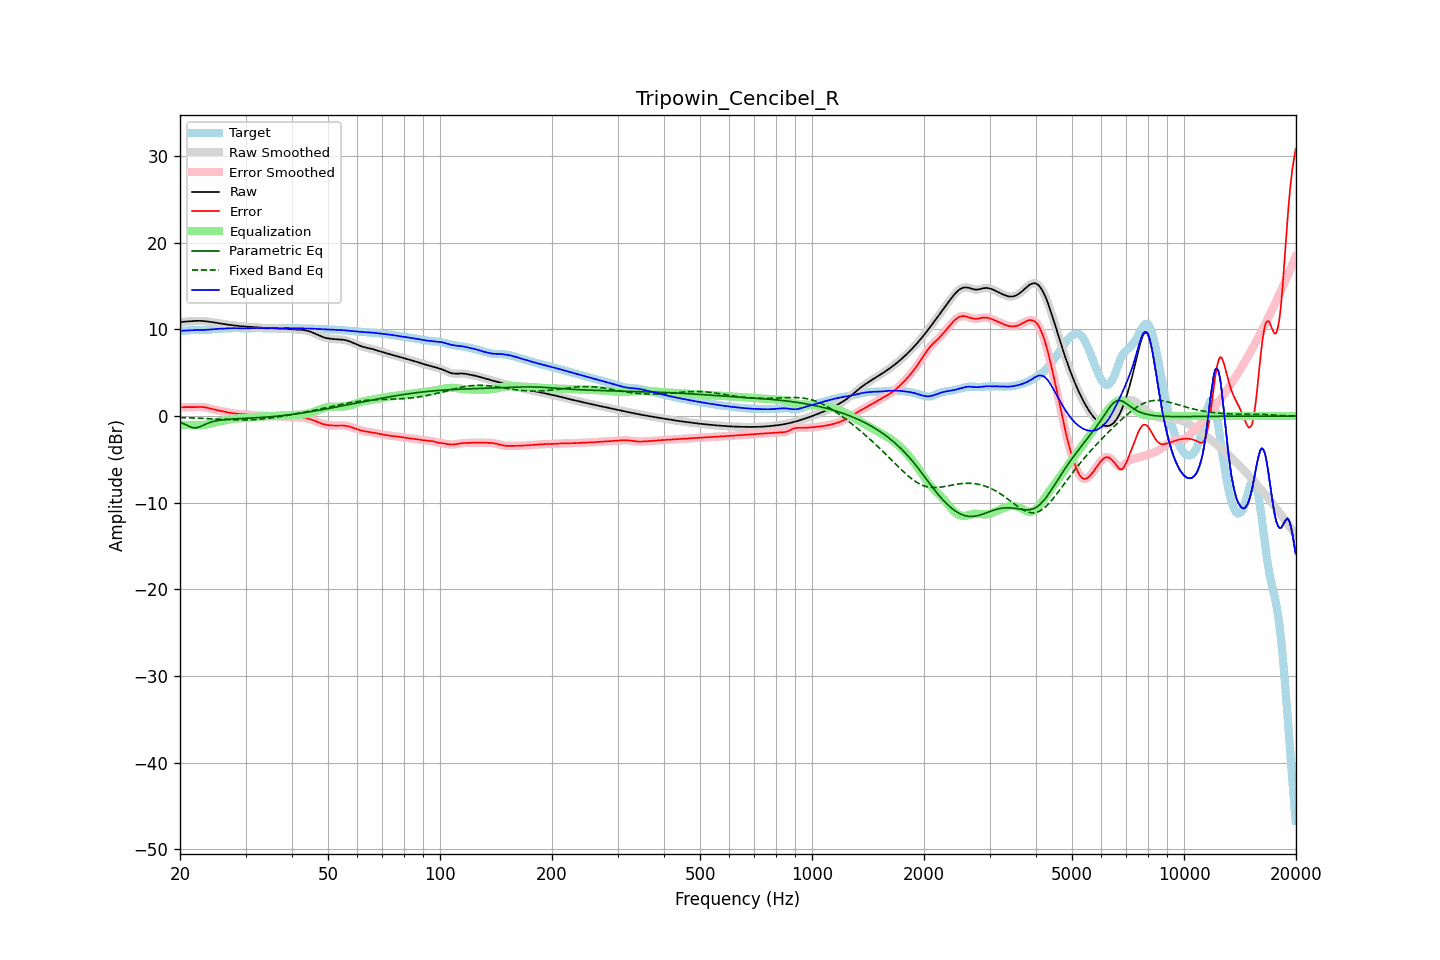 Tripowin_Cencibel_R
Target
Raw Smoothed
Error Smoothed
Raw
Error
Equalization
Parametric Eq
Fixed Band Eq
Equalized
30
20
10
0
−10
−20
−30
−40
−50
Amplitude (dBr)
20
50
100
200
500
1000
2000
5000
10000
20000
Frequency (Hz)